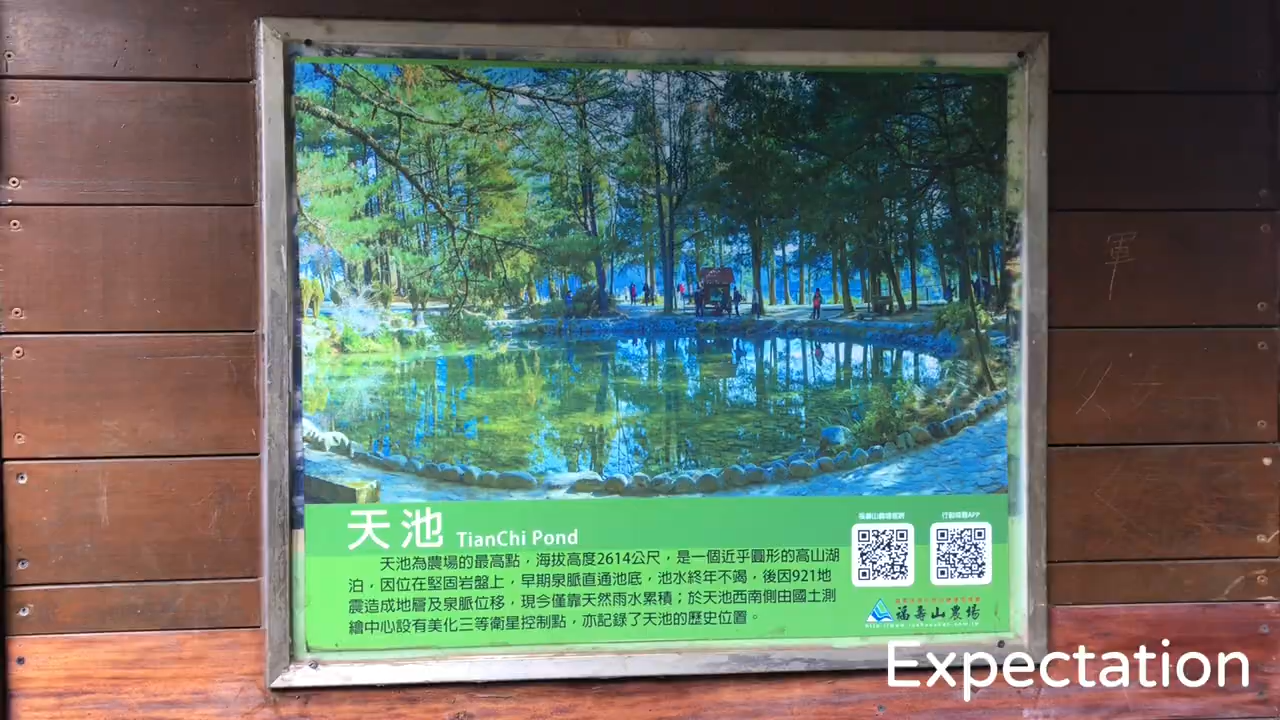 軍
天池 TianChi Pond
天池為農場的最高點，海拔高度2614公尺，是一個近乎圓形的高山湖
泊，因位在堅固岩盤上，早期泉脈直通池底，池水終年不竭，後因921地
震造成地層及泉脈位移，現今僅靠天然雨水累積；於天池西南側由國土測
繪中心設有美化三等衛星控制點，亦記錄了天池的歷史位置。
福壽山農場
Expectation